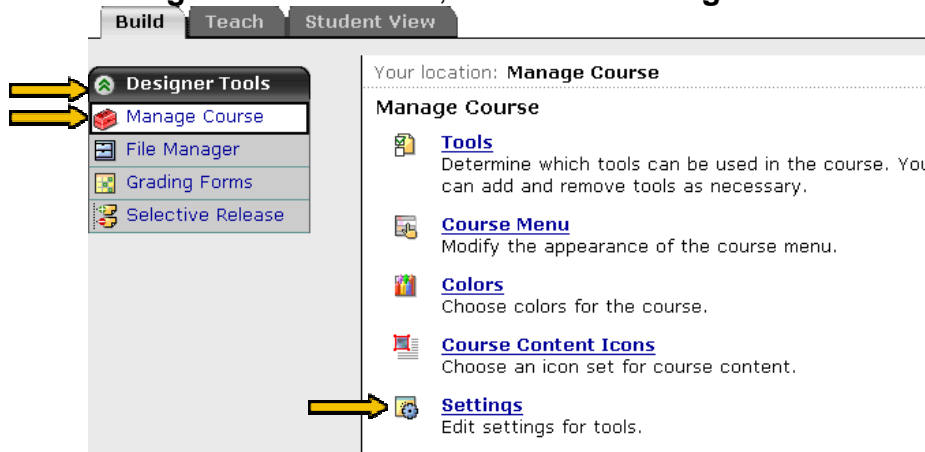 Build Teach Student View
Designer Tools
Manage Course
File Manager
Grading Forms
Selective Release
Your location: Manage Course
Manage Course
Tools
Determine which tools can be used in the course. You
can add and remove tools as necessary.
Course Menu
Modify the appearance of the course menu.
Colors
Choose colors for the course.
Course Content Icons
Choose an icon set for course content.
Settings
Edit settings for tools.